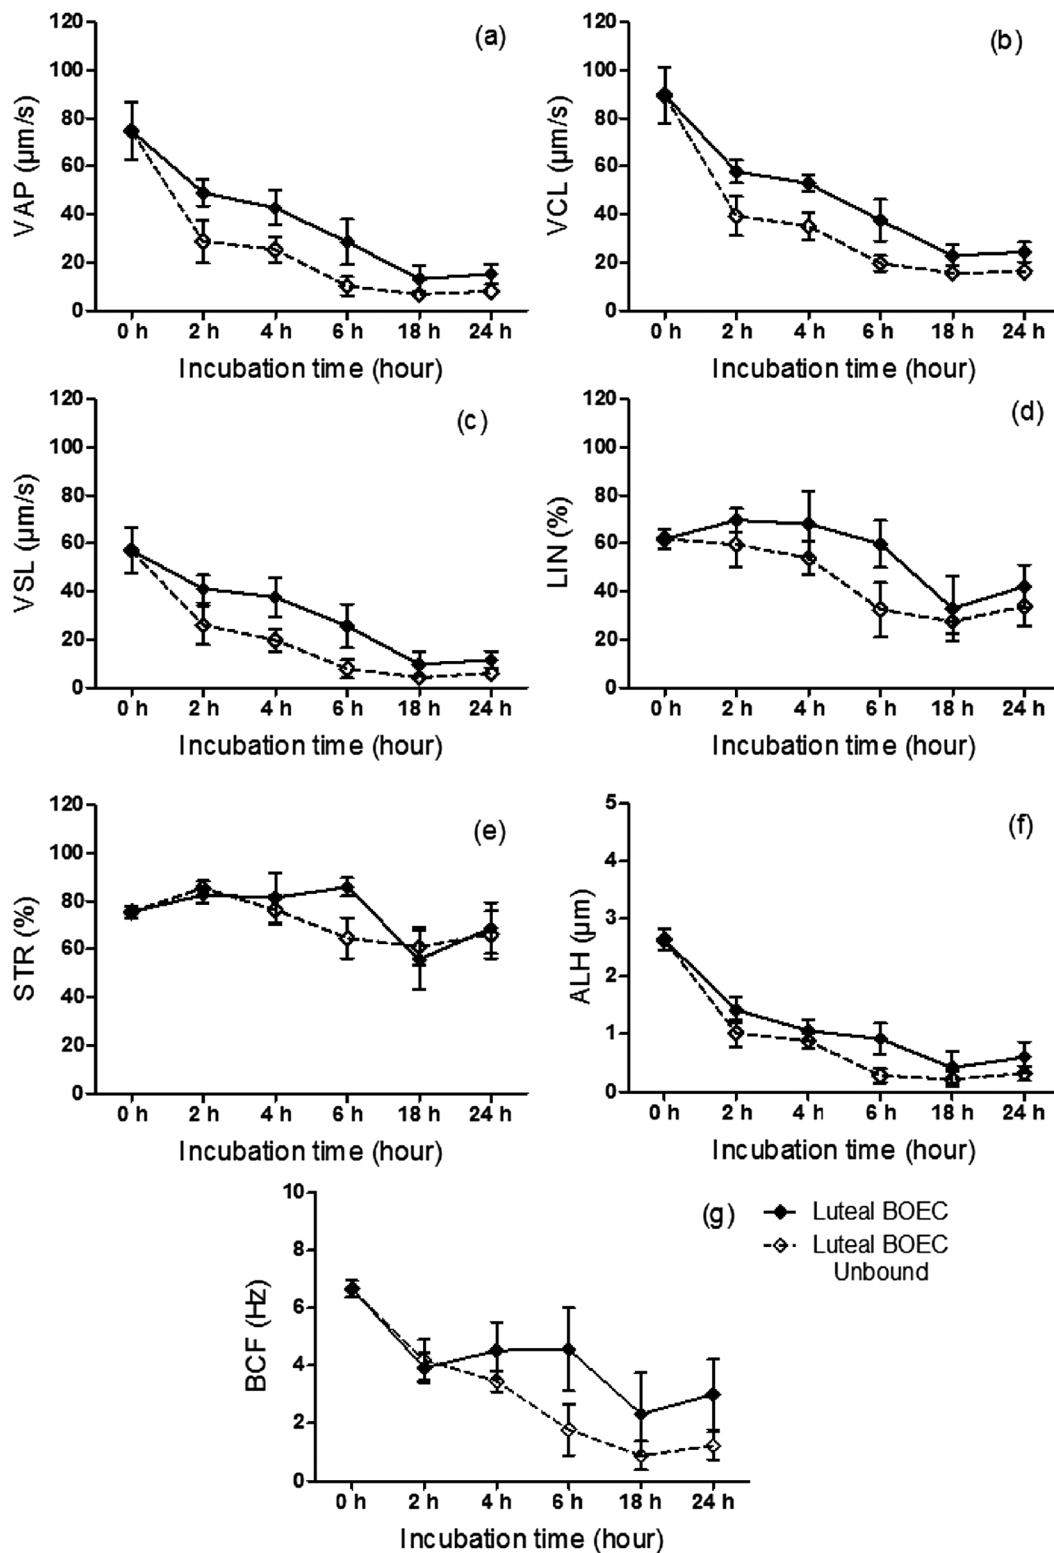 (a)
VAP (µm/s)
120
100
80
60
40
20
0
0 h 2 h 4 h 6 h 18 h 24 h
Incubation time (hour)
(b)
VCL (µm/s)
120
100
80
60
40
20
0
0 h 2 h 4 h 6 h 18 h 24 h
Incubation time (hour)
(c)
VSL (µm/s)
120
100
80
60
40
20
0
0 h 2 h 4 h 6 h 18 h 24 h
Incubation time (hour)
(d)
LIN (%)
120
100
80
60
40
20
0
0 h 2 h 4 h 6 h 18 h 24 h
Incubation time (hour)
(e)
STR (%)
120
100
80
60
40
20
0
0 h 2 h 4 h 6 h 18 h 24 h
Incubation time (hour)
(f)
ALH (µm)
5
4
3
2
1
0
0 h 2 h 4 h 6 h 18 h 24 h
Incubation time (hour)
(g)
BCF (Hz)
10
8
6
4
2
0
0 h 2 h 4 h 6 h 18 h 24 h
Incubation time (hour)
Luteal BOEC
Luteal BOEC
Unbound